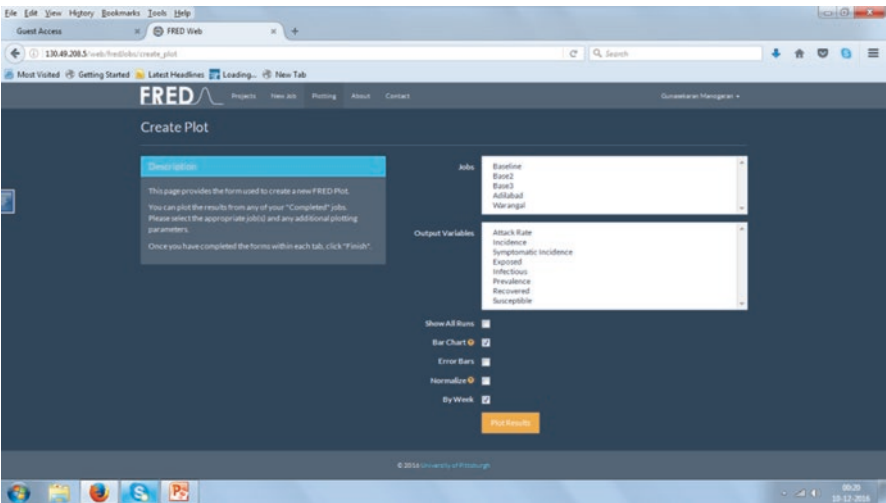 File Edit View History Bookmarks Tools Help
Guest Access × FRED Web × +
130.49.208.5/web/fred/jobs/create_plot Search
Most Visited Getting Started Latest Headlines Loading... New Tab
FRED Projects New Job Plotting About Contact Gunasekaran Manogaran
Create Plot
Description
This page provides the form used to create a new FRED Plot.
You can plot the results from any of your "Completed" jobs.
Please select the appropriate job(s) and any additional plotting
parameters.
Once you have completed the forms within each tab, click "Finish".
Jobs
Baseline
Base2
Base3
Adilabad
Warangal
Output Variables
Attack Rate
Incidence
Symptomatic Incidence
Exposed
Infectious
Prevalence
Recovered
Susceptible
Show All Runs
Bar Chart
Error Bars
Normalize
By Week
Plot Results
© 2016 University of Pittsburgh
00:20
10-12-2016